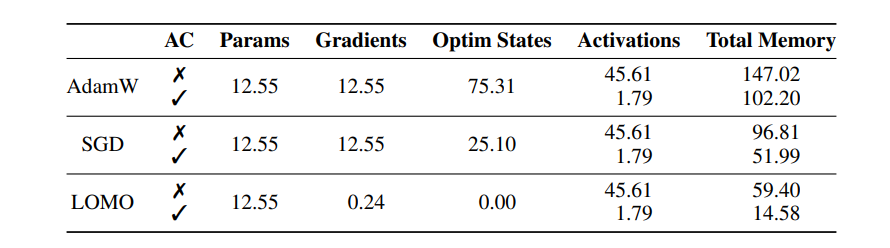 AC Params Gradients Optim States Activations Total Memory
AdamW ✗ 12.55 12.55 75.31 45.61 147.02
✓ 1.79 102.20
SGD ✗ 12.55 12.55 25.10 45.61 96.81
✓ 1.79 51.99
LOMO ✗ 12.55 0.24 0.00 45.61 59.40
✓ 1.79 14.58